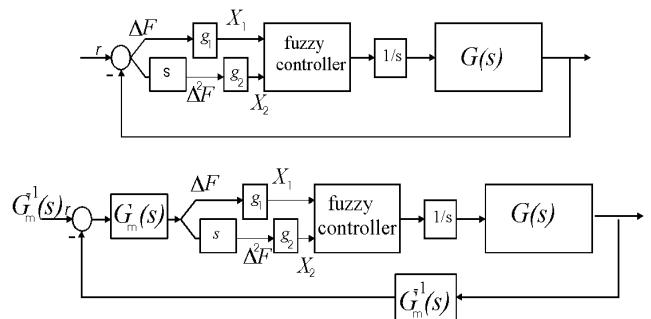 ΔF
X₁
r
g₁
fuzzy
controller
1/s
G(s)
-
s
Δ²F
g₂
X₂
G⁻¹ₘ(s)r
Gₘ(s)
ΔF
X₁
g₁
fuzzy
controller
1/s
G(s)
-
s
Δ²F
g₂
X₂
G⁻¹ₘ(s)